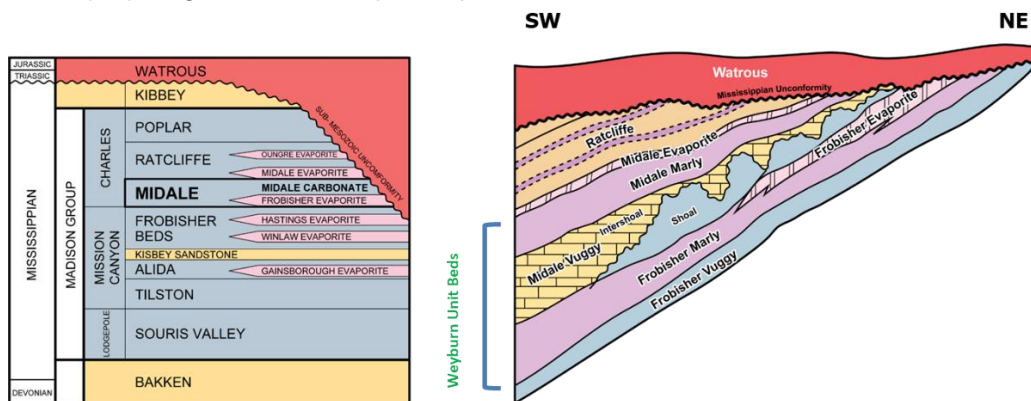 SW
NE
JURASSIC
TRIASSIC
WATROUS
KIBBEY
POPLAR
RATCLIFFE
OUNGRE EVAPORITE
MIDALE EVAPORITE
MIDALE
MIDALE CARBONATE
FROBISHER EVAPORITE
FROBISHER
BEDS
HASTINGS EVAPORITE
WINLAW EVAPORITE
KISBEY SANDSTONE
ALIDA
GAINSBOROUGH EVAPORITE
TILSTON
SOURIS VALLEY
BAKKEN
DEVONIAN
MISSISSIPPIAN
MADISON GROUP
CHARLES
MISSION
CANYON
LODGEPOLE
SUB- MESOZOIC UNCOMFORMITY
Weyburn Unit Beds
Watrous
Mississippian Unconformity
Ratcliffe
Midale Evaporite
Midale Marly
Frobisher Evaporite
Intershoal
Shoal
Midale Vuggy
Frobisher Marly
Frobisher Vuggy